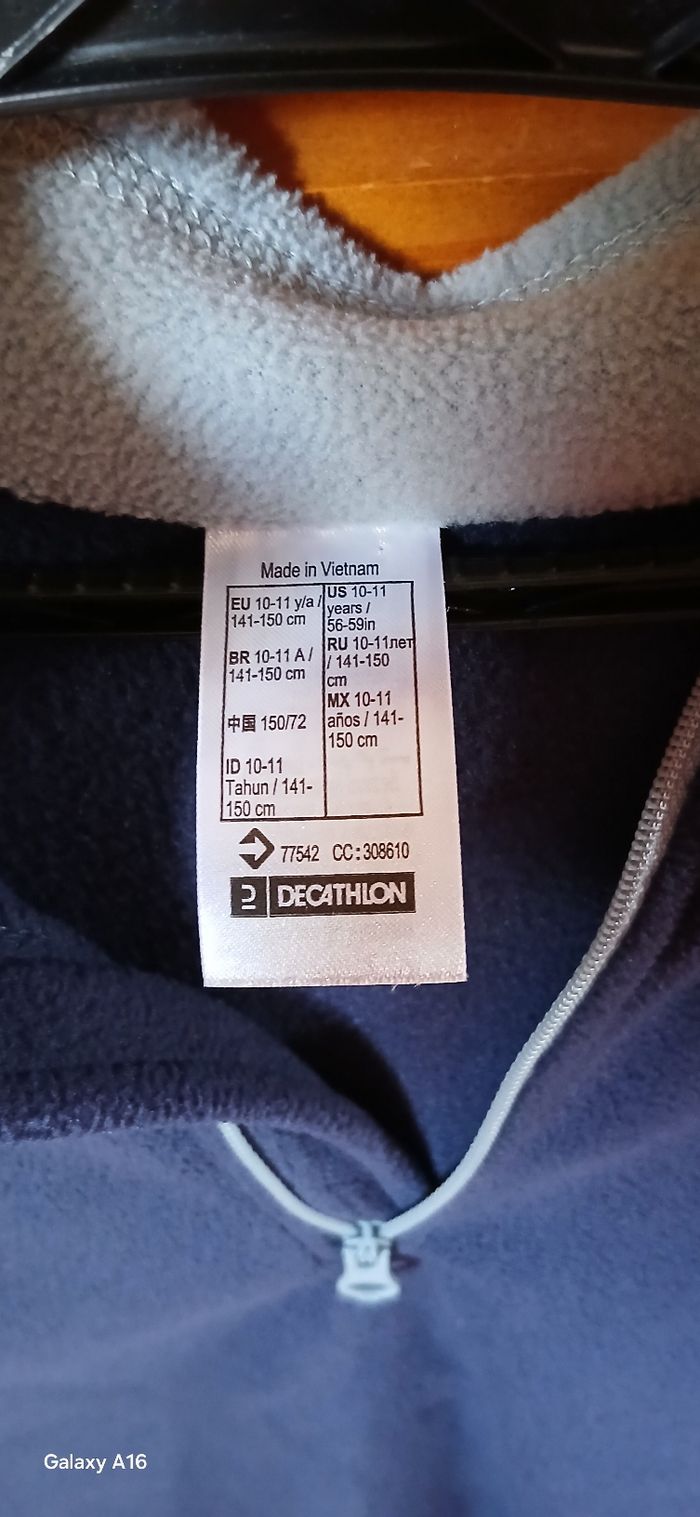 Made in Vietnam
EU 10-11 y/a /
141-150 cm
BR 10-11 A /
141-150 cm
中国 150/72
ID 10-11
Tahun / 141-
150 cm
US 10-11
years /
56-59in
RU 10-11лет
/ 141-150
cm
MX 10-11
años / 141-
150 cm
77542 CC:308610
DECATHLON
Galaxy A16